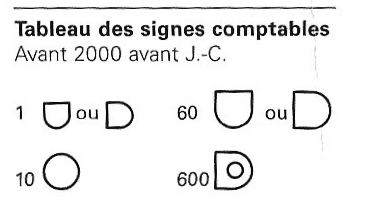 Tableau des signes comptables
Avant 2000 avant J.-C.
1 ou 60 ou
10 600